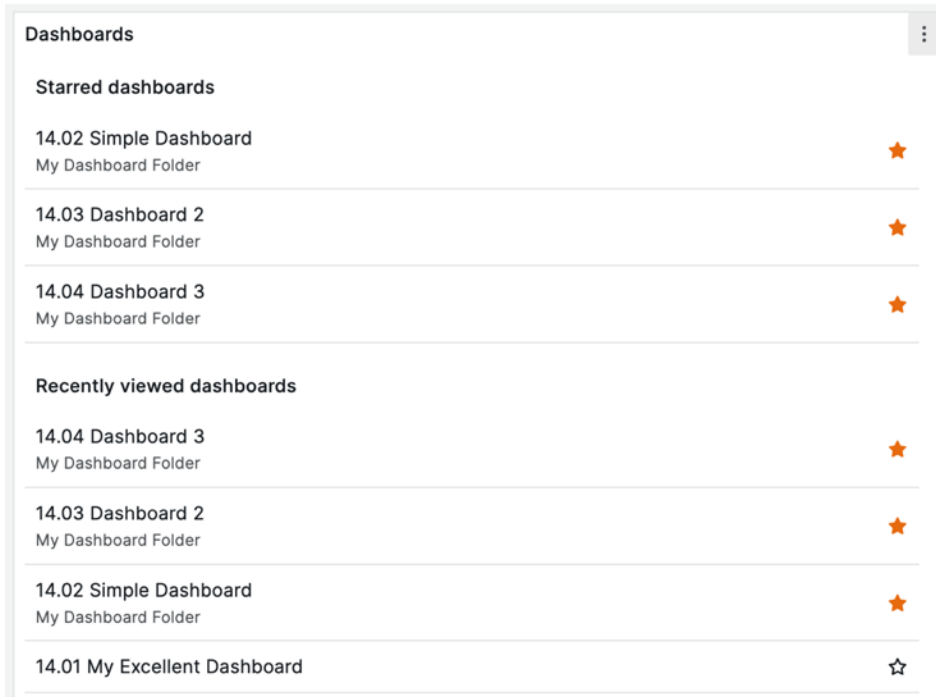 Dashboards
Starred dashboards
14.02 Simple Dashboard
My Dashboard Folder
14.03 Dashboard 2
My Dashboard Folder
14.04 Dashboard 3
My Dashboard Folder
Recently viewed dashboards
14.04 Dashboard 3
My Dashboard Folder
14.03 Dashboard 2
My Dashboard Folder
14.02 Simple Dashboard
My Dashboard Folder
14.01 My Excellent Dashboard